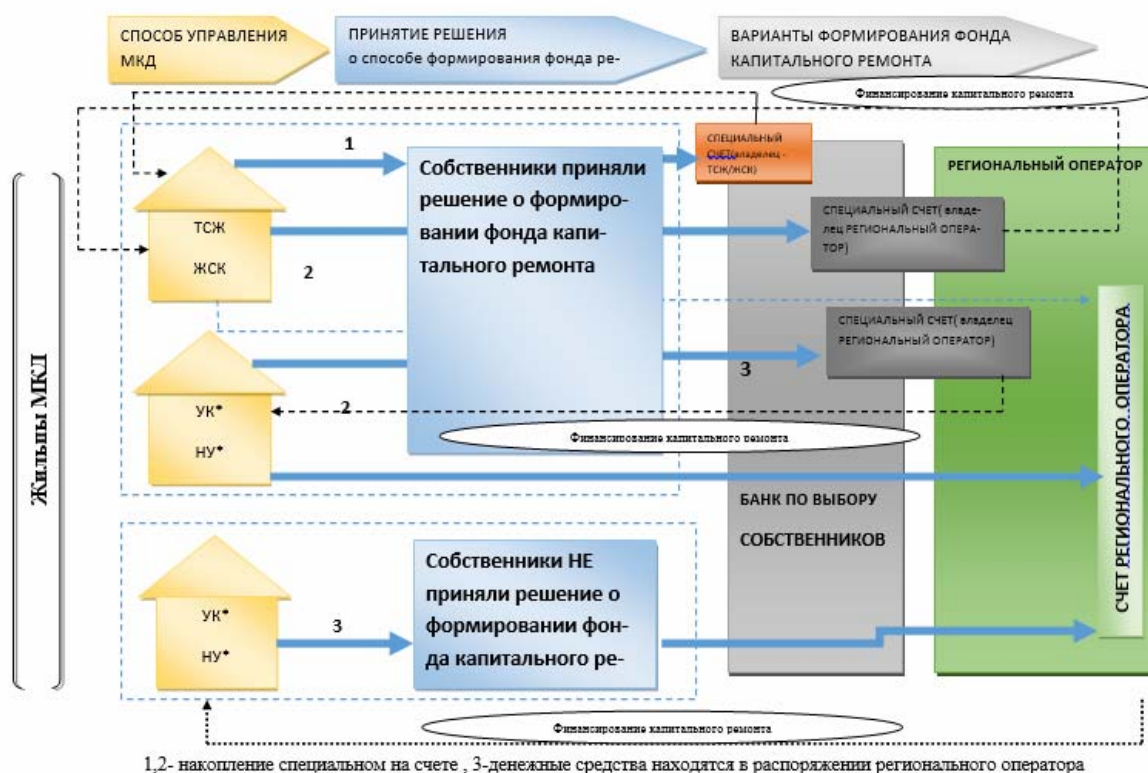 СПОСОБ УПРАВЛЕНИЯ
МКД
ПРИНЯТИЕ РЕШЕНИЯ
о способе формирования фонда ре-
ВАРИАНТЫ ФОРМИРОВАНИЯ ФОНДА
КАПИТАЛЬНОГО РЕМОНТА
Финансирование капитального ремонта
Жильцы МКД
1
ТСЖ
ЖСК
2
Собственники приняли
решение о формиро-
вании фонда капи-
тального ремонта
СПЕЦИАЛЬНЫЙ
СЧЕТ(владелец -
ТСЖ/ЖСК)
РЕГИОНАЛЬНЫЙ ОПЕРАТОР
СПЕЦИАЛЬНЫЙ СЧЕТ( владе-
лец РЕГИОНАЛЬНЫЙ ОПЕРА-
ТОР)
СПЕЦИАЛЬНЫЙ СЧЕТ( владелец
РЕГИОНАЛЬНЫЙ ОПЕРАТОР)
3
УК*
НУ*
2
Финансирование капитального ремонта
БАНК ПО ВЫБОРУ
СОБСТВЕННИКОВ
СЧЕТ РЕГИОНАЛЬНОГО ОПЕРАТОРА
УК*
НУ*
3
Собственники НЕ
приняли решение о
формировании фон-
да капитального ре-
Финансирование капитального ремонта
1,2- накопление специальном на счете , 3-денежные средства находятся в распоряжении регионального оператора